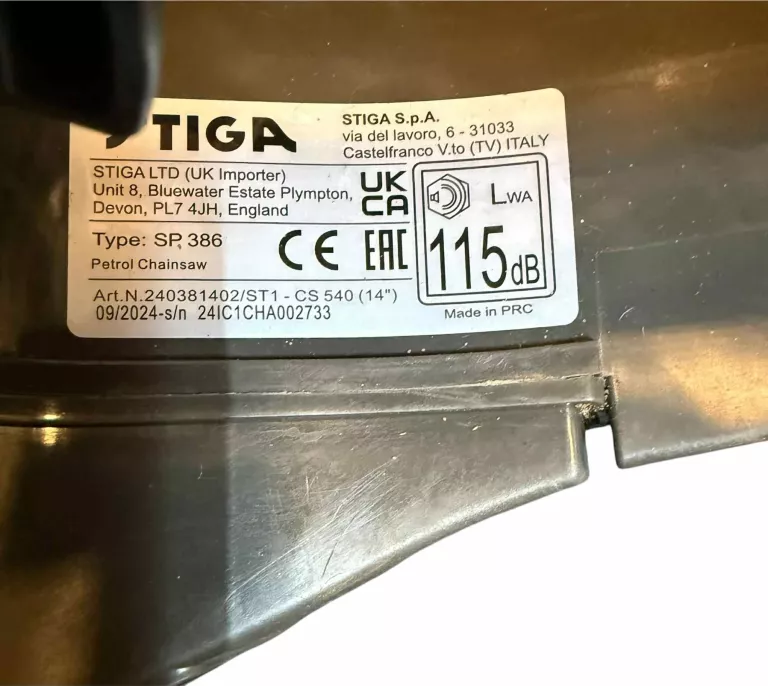 STIGA
STIGA S.p.A.
via del lavoro, 6 - 31033
Castelfranco V.to (TV) ITALY
STIGA LTD (UK Importer)
Unit 8, Bluewater Estate Plympton,
Devon, PL7 4JH, England
UK
CA
Type: SP 386
Petrol Chainsaw
CE EAC
LWA
115dB
Art.N.240381402/ST1 - CS 540 (14")
09/2024-s/n 24IC1CHA002733
Made in PRC